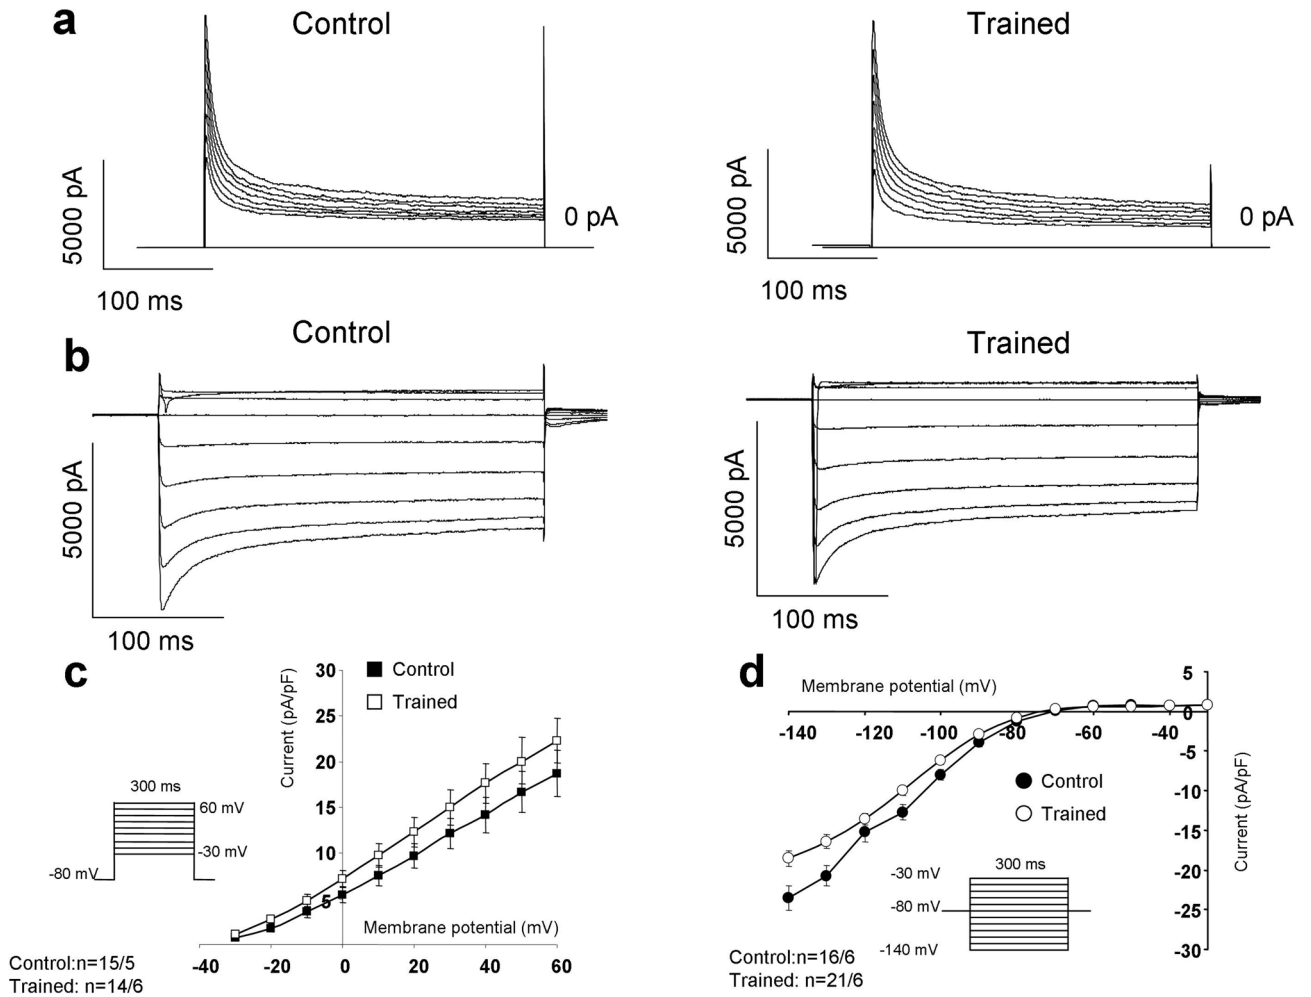 a
Control
Trained
5000 pA
0 pA
100 ms
5000 pA
0 pA
100 ms
b
Control
Trained
5000 pA
100 ms
5000 pA
100 ms
c
30
25
20
15
10
5
Current (pA/pF)
Control
Trained
300 ms
60 mV
-30 mV
-80 mV
Membrane potential (mV)
-40
-20
0
20
40
60
Control:n=15/5
Trained: n=14/6
d
Membrane potential (mV)
5
0
-5
-10
-15
-20
-25
-30
-140
-120
-100
-80
-60
-40
Current (pA/pF)
Control
Trained
300 ms
-30 mV
-80 mV
-140 mV
Control:n=16/6
Trained: n=21/6